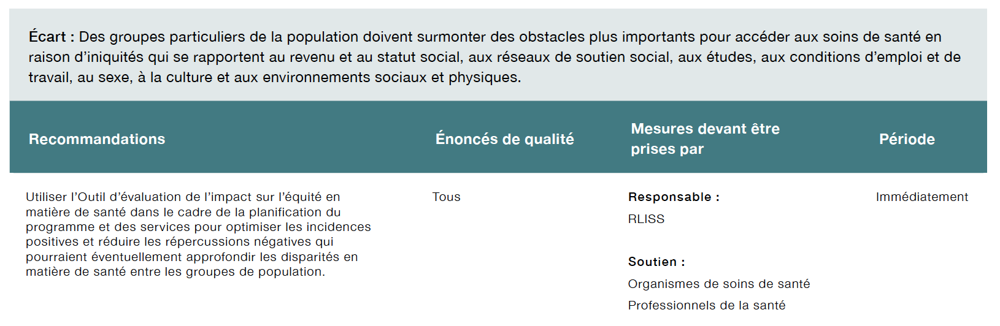 Écart : Des groupes particuliers de la population doivent surmonter des obstacles plus importants pour accéder aux soins de santé en
raison d’iniquités qui se rapportent au revenu et au statut social, aux réseaux de soutien social, aux études, aux conditions d’emploi et de
travail, au sexe, à la culture et aux environnements sociaux et physiques.
Recommandations
Énoncés de qualité
Mesures devant être
prises par
Période
Utiliser l’Outil d’évaluation de l’impact sur l’équité en
matière de santé dans le cadre de la planification du
programme et des services pour optimiser les incidences
positives et réduire les répercussions négatives qui
pourraient éventuellement approfondir les disparités en
matière de santé entre les groupes de population.
Tous
Responsable :
RLISS
Soutien :
Organismes de soins de santé
Professionnels de la santé
Immédiatement